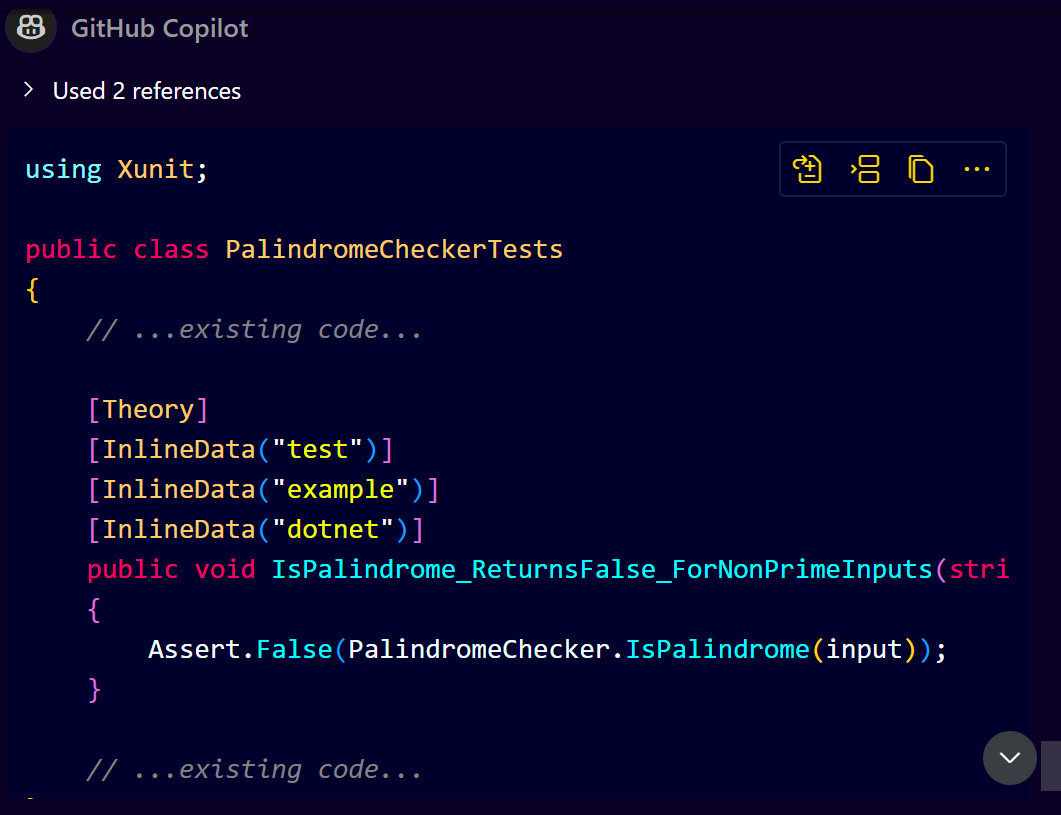 GitHub Copilot
Used 2 references
using Xunit;
public class PalindromeCheckerTests
{
// ...existing code...
[Theory]
[InlineData("test")]
[InlineData("example")]
[InlineData("dotnet")]
public void IsPalindrome_ReturnsFalse_ForNonPrimeInputs(stri
{
Assert.False(PalindromeChecker.IsPalindrome(input));
}
// ...existing code...